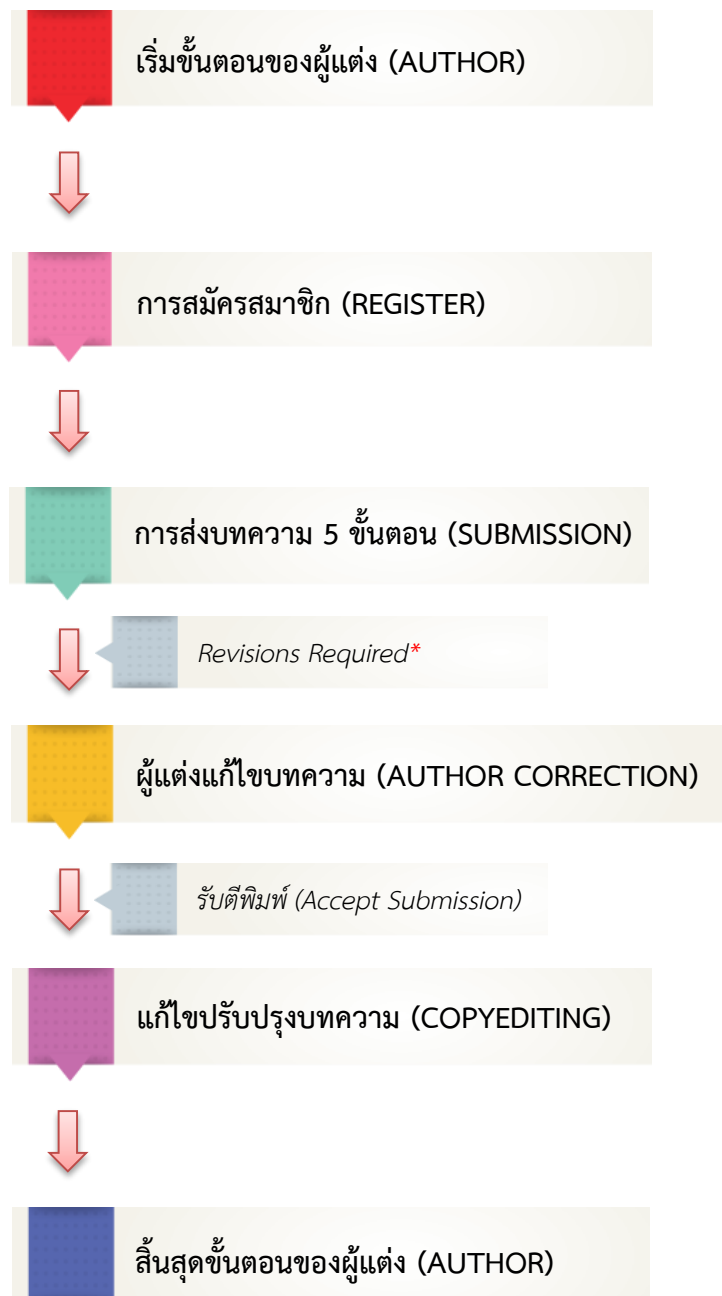 เริ่มขั้นตอนของผู้แต่ง (AUTHOR)
การสมัครสมาชิก (REGISTER)
การส่งบทความ 5 ขั้นตอน (SUBMISSION)
Revisions Required*
ผู้แต่งแก้ไขบทความ (AUTHOR CORRECTION)
รับตีพิมพ์ (Accept Submission)
แก้ไขปรับปรุงบทความ (COPYEDITING)
สิ้นสุดขั้นตอนของผู้แต่ง (AUTHOR)